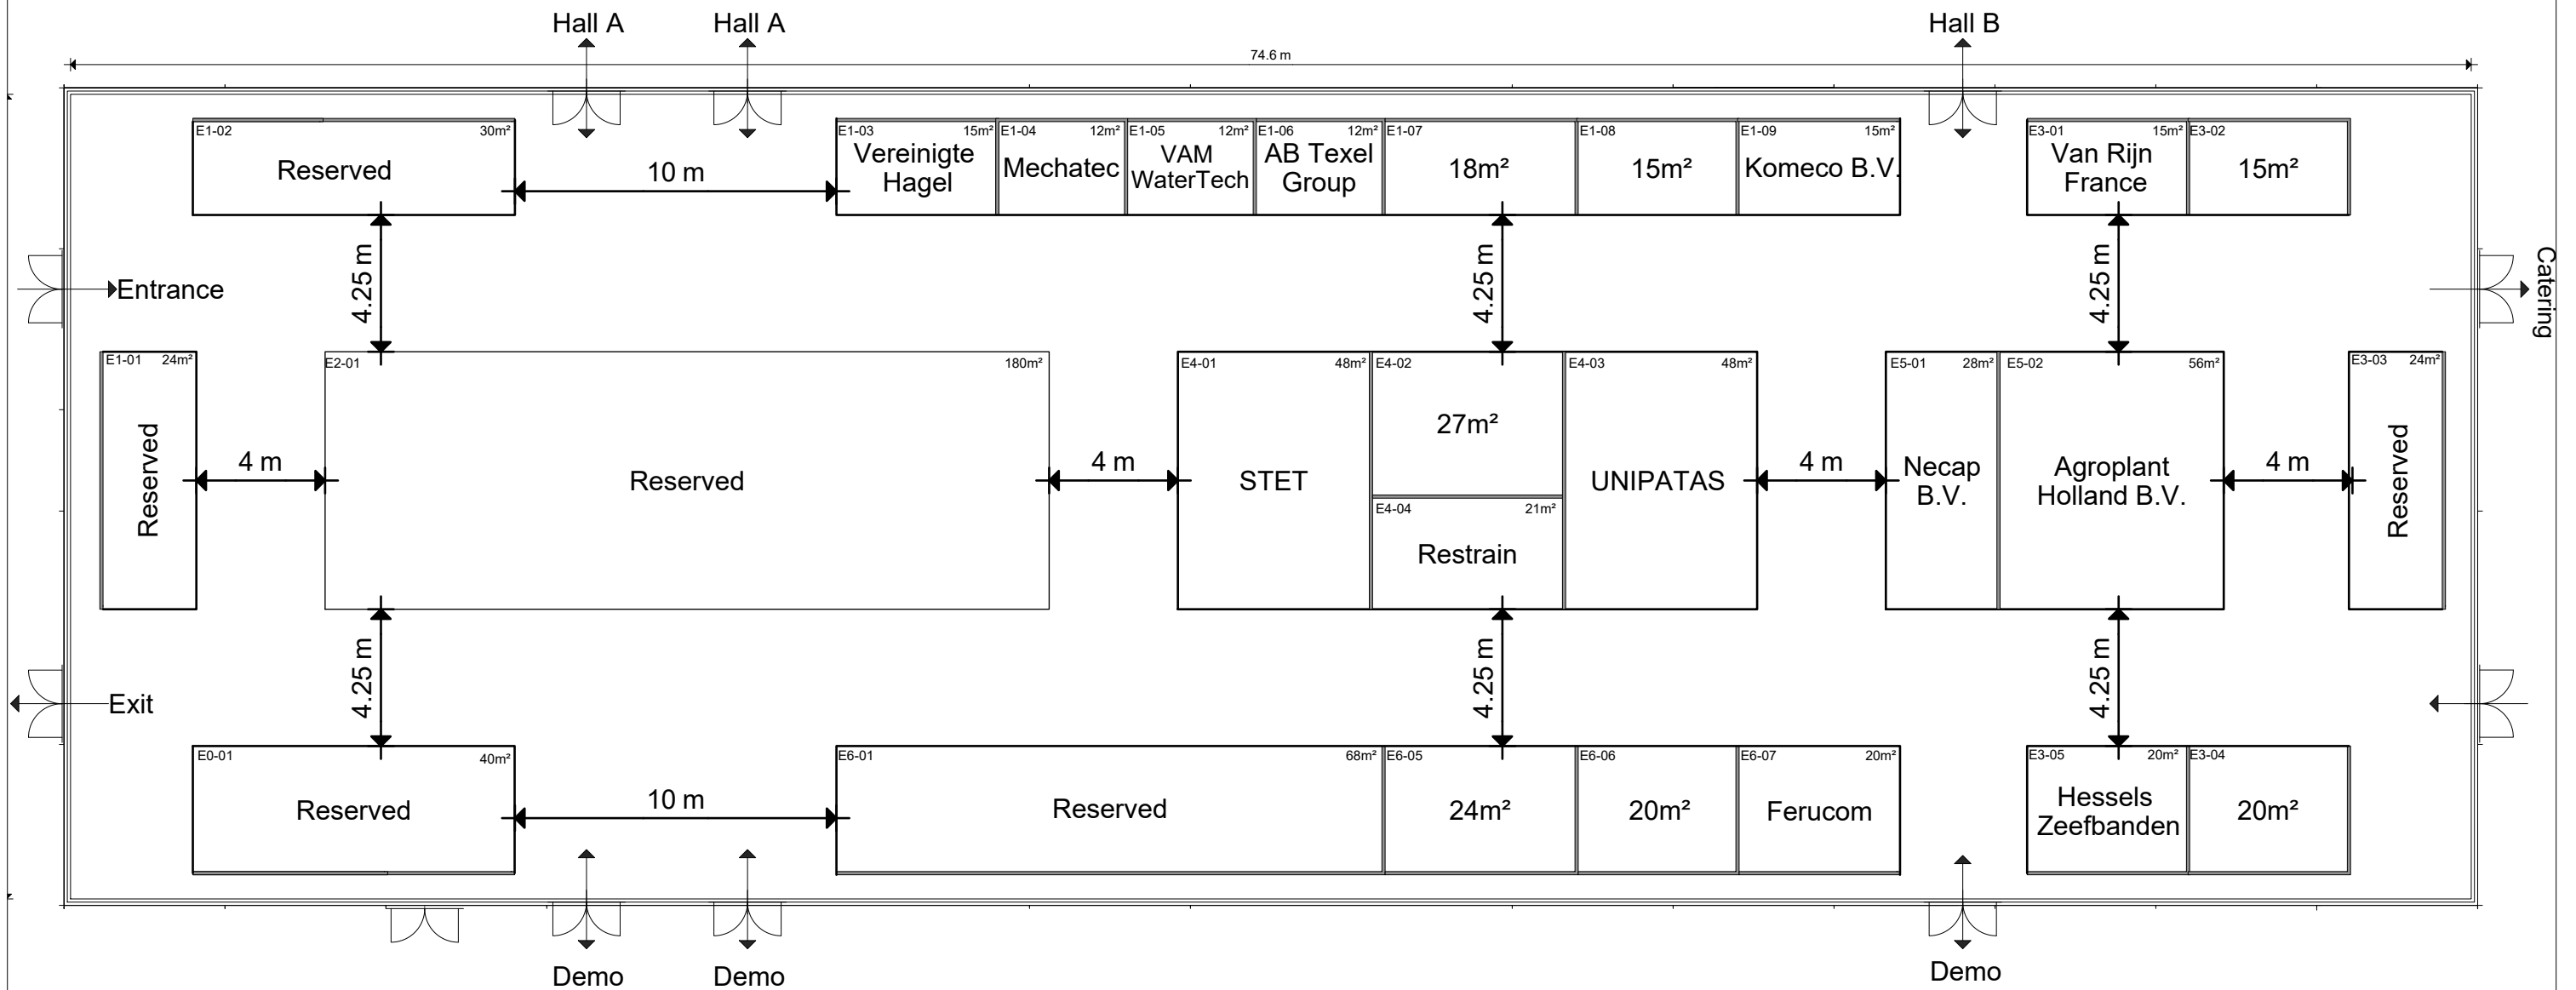 Hall A
Hall A
Hall B
74.6 m
E1-02
30m²
Reserved
10 m
E1-03
15m²
Vereinigte
Hagel
E1-04
12m²
Mechatec
E1-05
12m²
VAM
WaterTech
E1-06
12m²
AB Texel
Group
E1-07
18m²
E1-08
15m²
E1-09
15m²
Komeco B.V.
E3-01
15m²
Van Rijn
France
E3-02
15m²
Entrance
4.25 m
4.25 m
4.25 m
Catering
E1-01
24m²
Reserved
4 m
E2-01
180m²
Reserved
4 m
E4-01
48m²
STET
E4-02
27m²
E4-04
21m²
Restrain
E4-03
48m²
UNIPATAS
4 m
E5-01
28m²
Necap
B.V.
E5-02
56m²
Agroplant
Holland B.V.
4 m
E3-03
24m²
Reserved
Exit
4.25 m
4.25 m
4.25 m
E0-01
40m²
Reserved
10 m
E6-01
68m²
Reserved
E6-05
24m²
E6-06
20m²
E6-07
20m²
Ferucom
E3-05
20m²
Hessels
Zeefbanden
E3-04
20m²
Demo
Demo
Demo